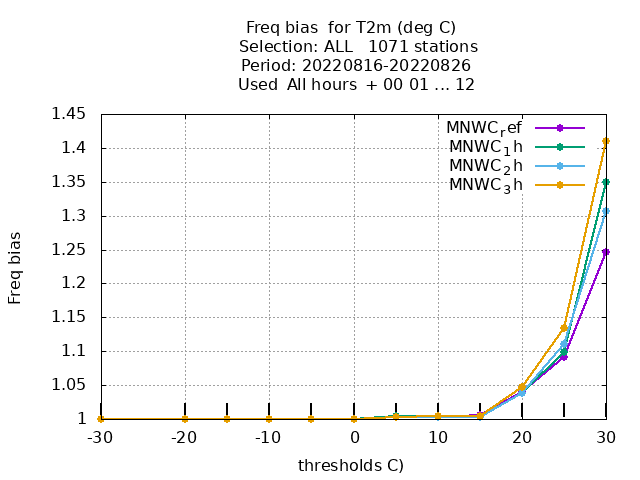 Freq bias  for T2m (deg C)
Selection: ALL   1071 stations
Period: 20220816-20220826
Used  All hours  + 00 01 ... 12
1.45
1.4
1.35
1.3
1.25
1.2
1.15
1.1
1.05
1
Freq bias
MNWC_ref
MNWC_1h
MNWC_2h
MNWC_3h
-30 -20 -10 0 10 20 30
thresholds C)